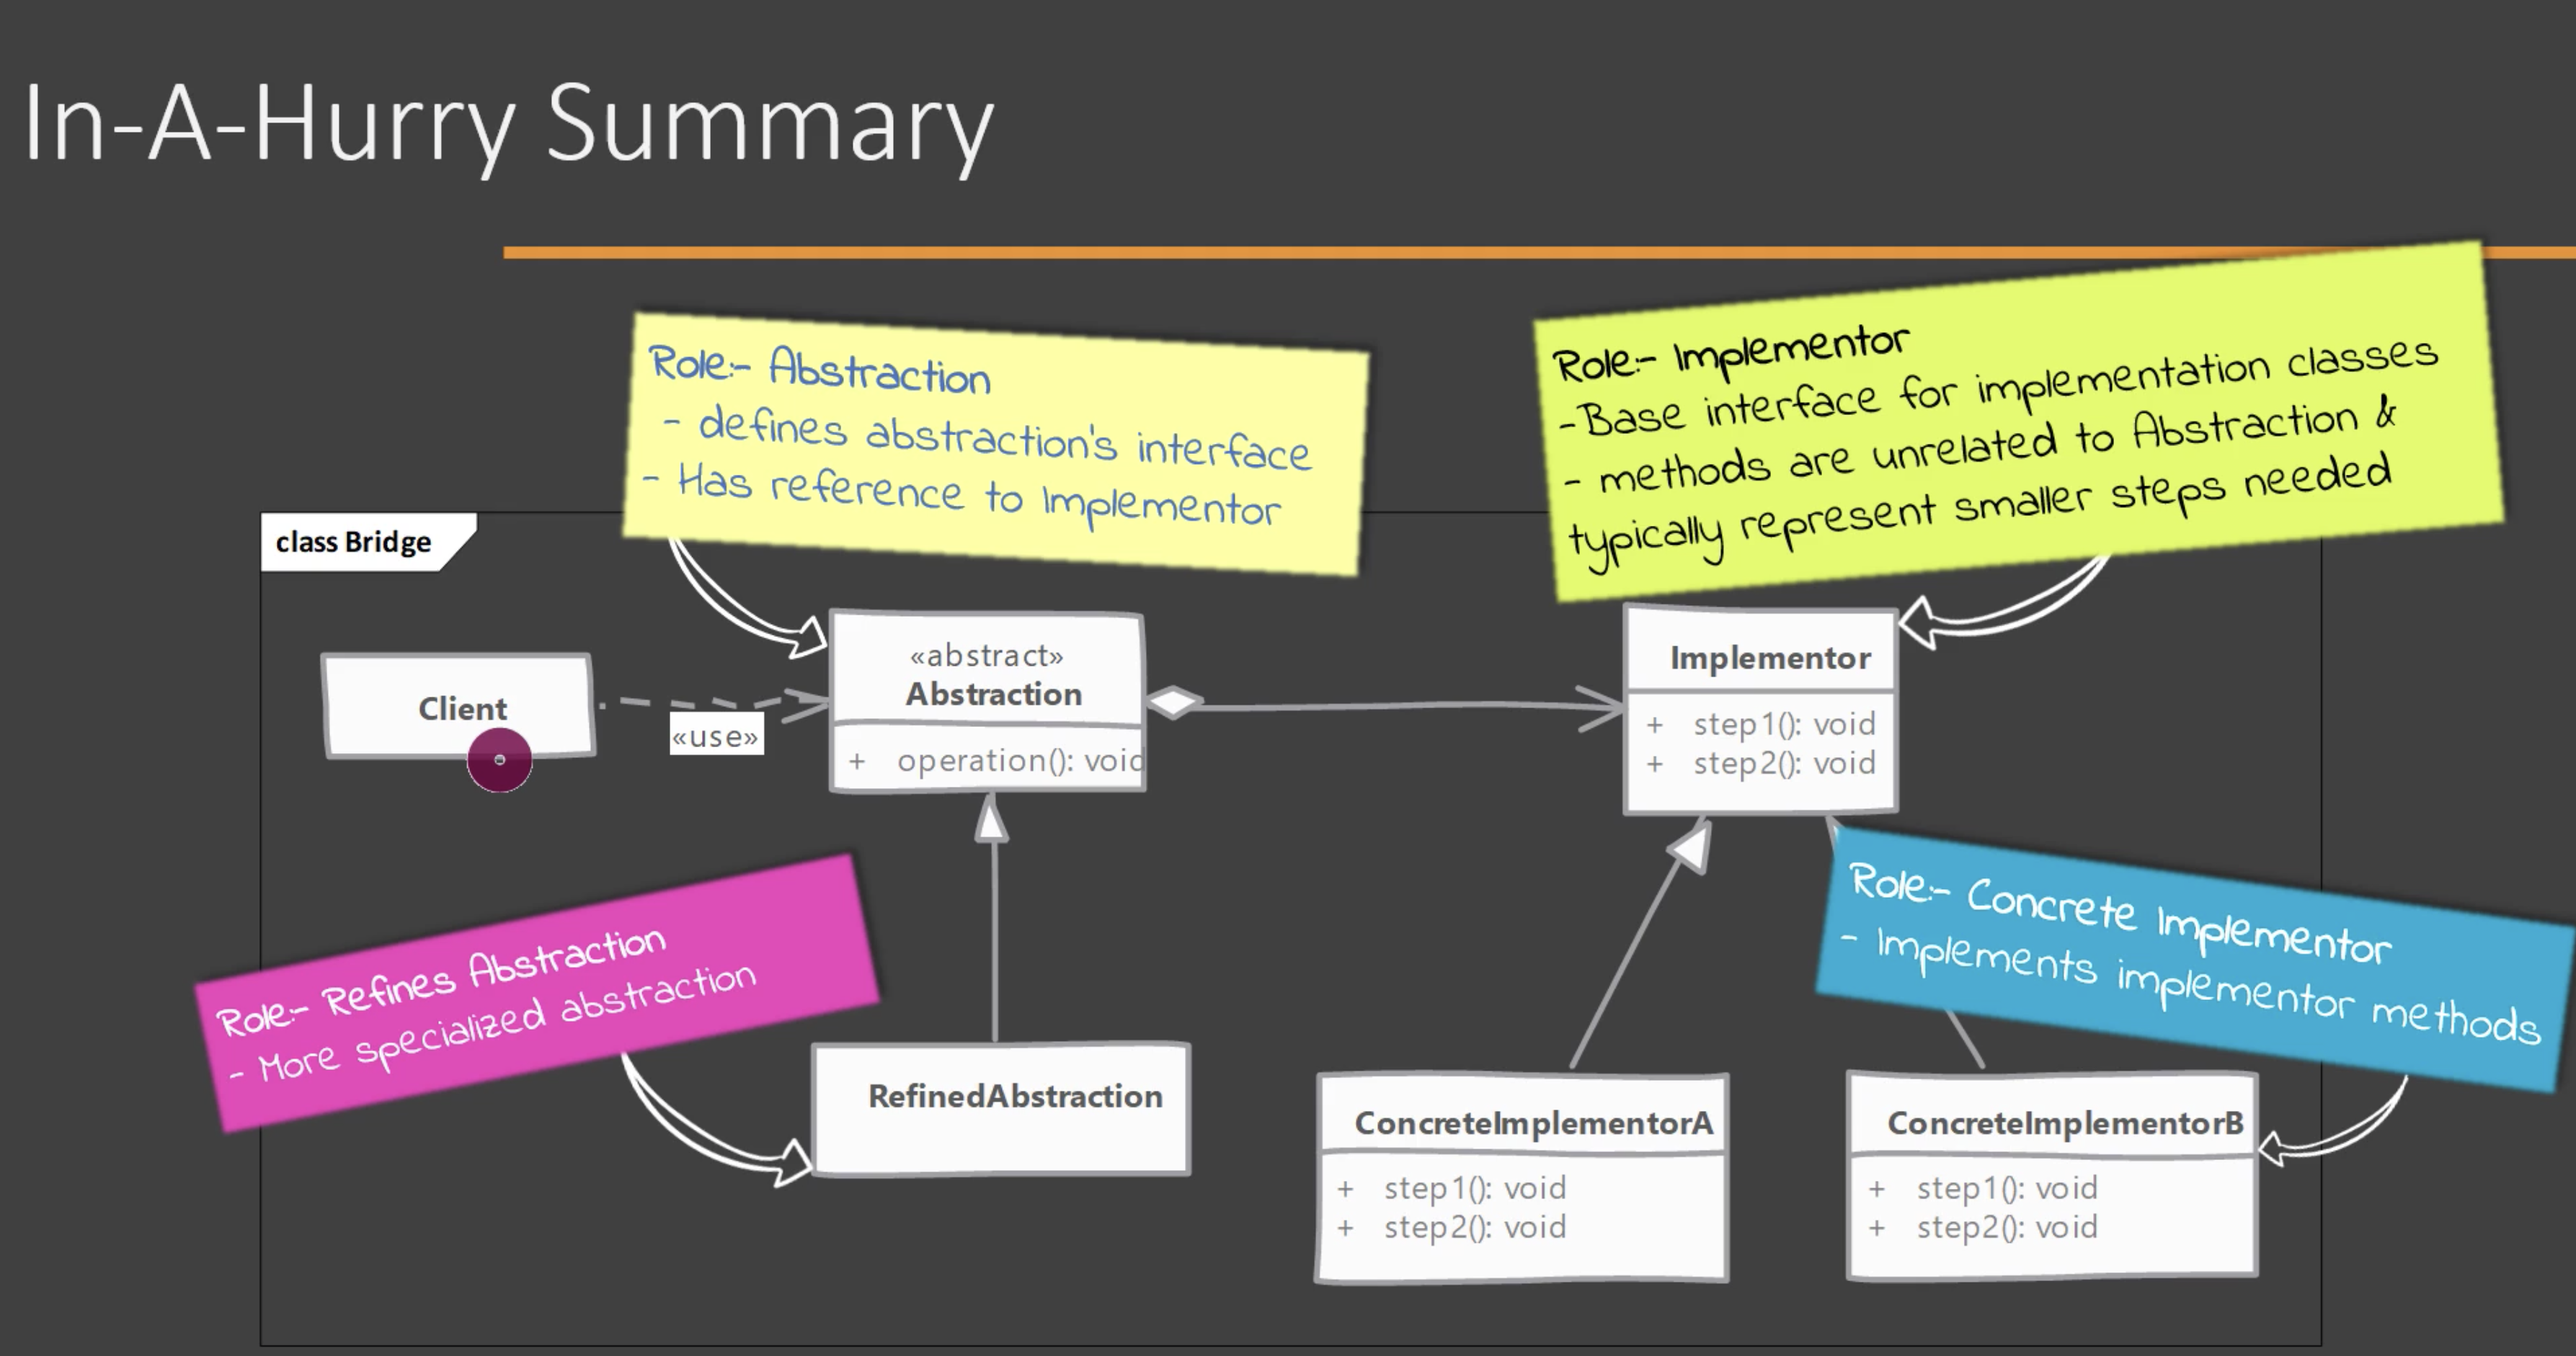 In-A-Hurry Summary
Role:- Abstraction
- defines abstraction's interface
- Has reference to Implementor
Role:- Implementor
-Base interface for implementation classes
- methods are unrelated to Abstraction &
typically represent smaller steps needed
class Bridge
Client
«use»
«abstract»
Abstraction
+ operation(): void
Implementor
+ step1(): void
+ step2(): void
Role:- Refines Abstraction
- More specialized abstraction
Role:- Concrete Implementor
- Implements implementor methods
RefinedAbstraction
ConcreteImplementorA
+ step1(): void
+ step2(): void
ConcreteImplementorB
+ step1(): void
+ step2(): void